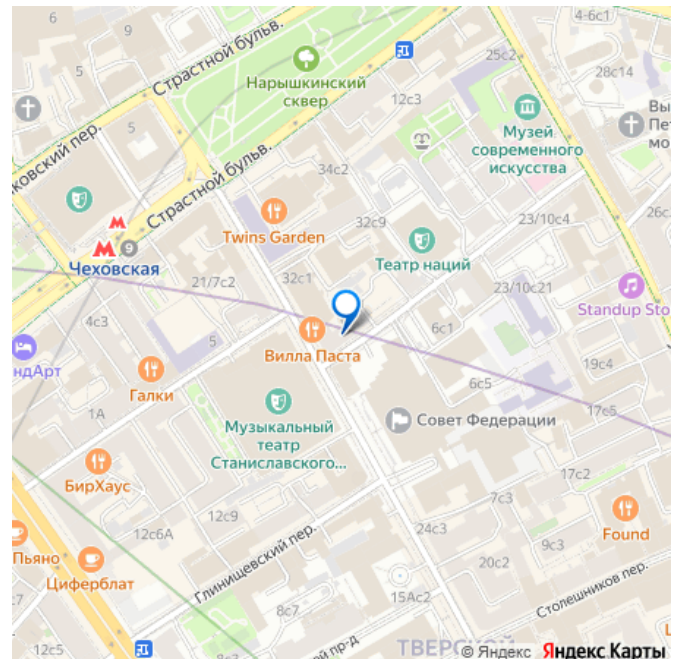 6
9
6
4-6с1
25с2
28с14
Страстной бульв.
Нарышкинский
сквер
12с3
5
Музей
современного
искусства
Вы
Пе
мо
ковский пер.
Страстной бульв.
34с2
Twins Garden
32с9
23/10с4
26с
9
Чеховская
Театр наций
21/7с2
32с1
23/10с21
Standup Sto
4с3
5
6с1
Вилла Паста
ндАрт
Галки
19с4
6с5
1А
Музыкальный
театр
Станиславского...
Совет Федерации
17с5
БирХаус
17с2
12с9
7с3
12с6А
24с3
Found
9с3
Пьяно
Циферблат
Глинищевский пер.
20с2
Столешников пер.
15Ас2
17
8с7
12с5
й пр-д
ТВЕРСКОЙ
© Яндекс Яндекс Карты